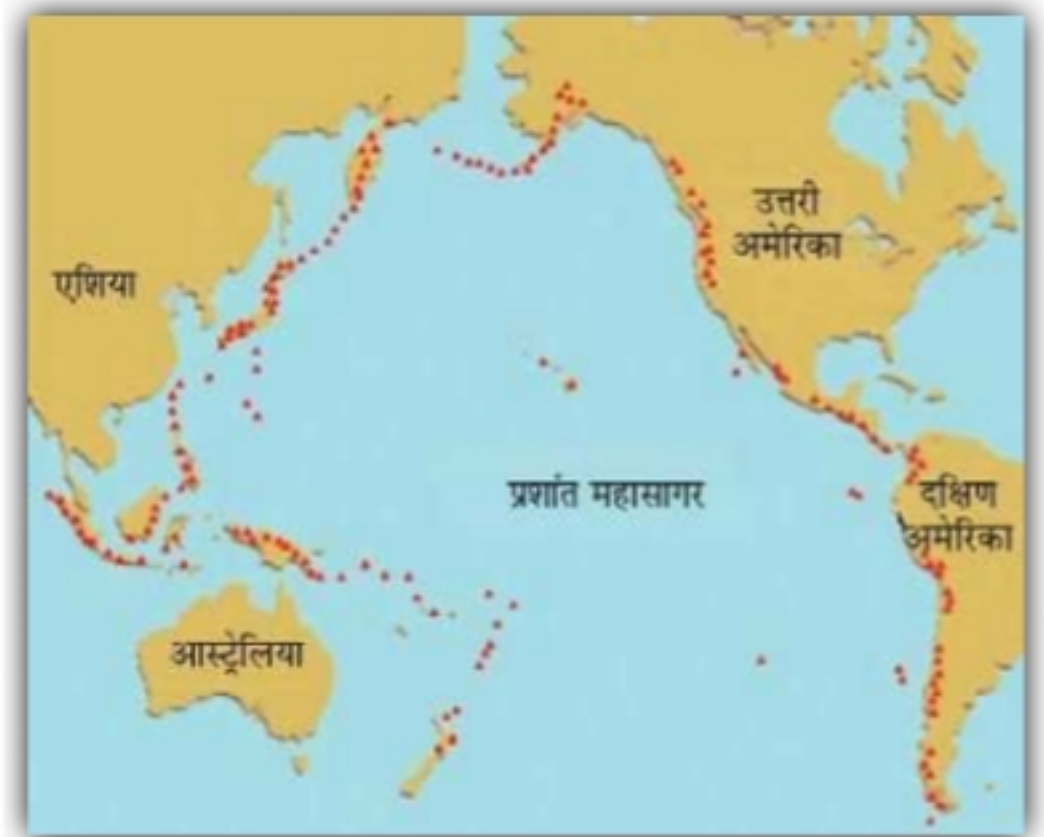 उत्तरी
अमेरिका
एशिया
प्रशांत महासागर
दक्षिण
अमेरिका
आस्ट्रेलिया